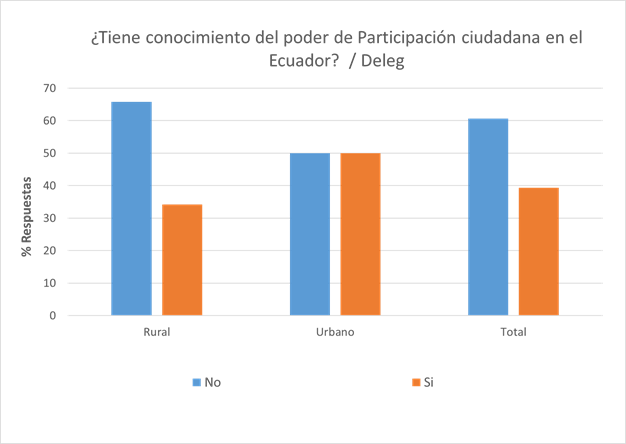 ¿Tiene conocimiento del poder de Participación ciudadana en el
Ecuador?  / Deleg
70
60
50
40
30
20
10
0
% Respuestas
Rural
Urbano
Total
No
Si